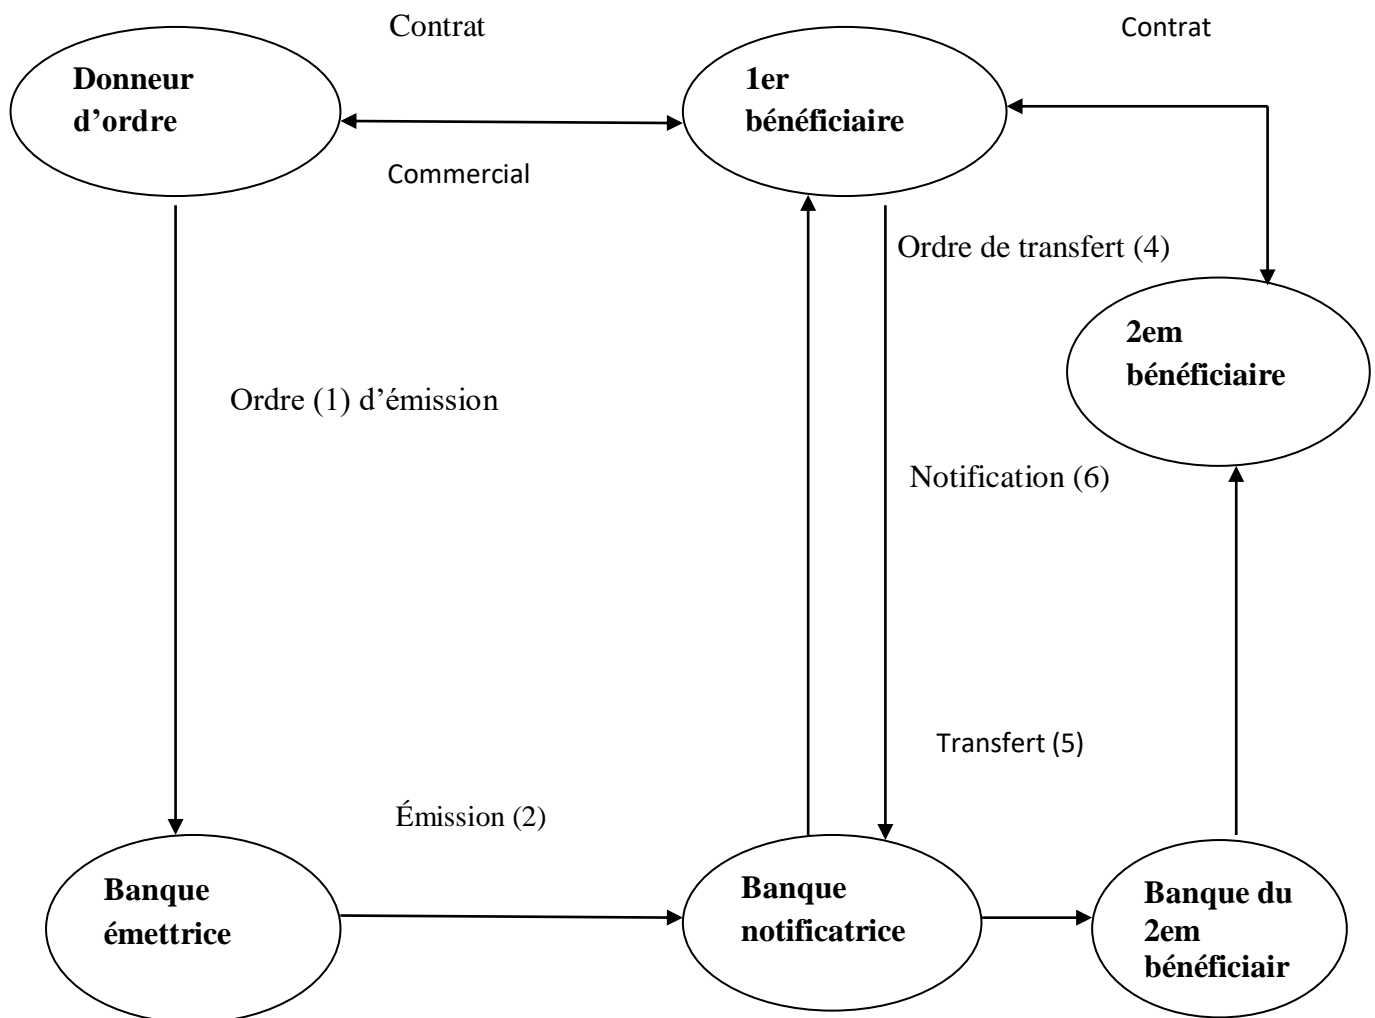 Contrat
Contrat
Donneur
d’ordre
1er
bénéficiaire
Commercial
Ordre de transfert (4)
2em
bénéficiaire
Ordre (1) d’émission
Notification (6)
Transfert (5)
Émission (2)
Banque
émettrice
Banque
notificatrice
Banque du
2em
bénéficiair